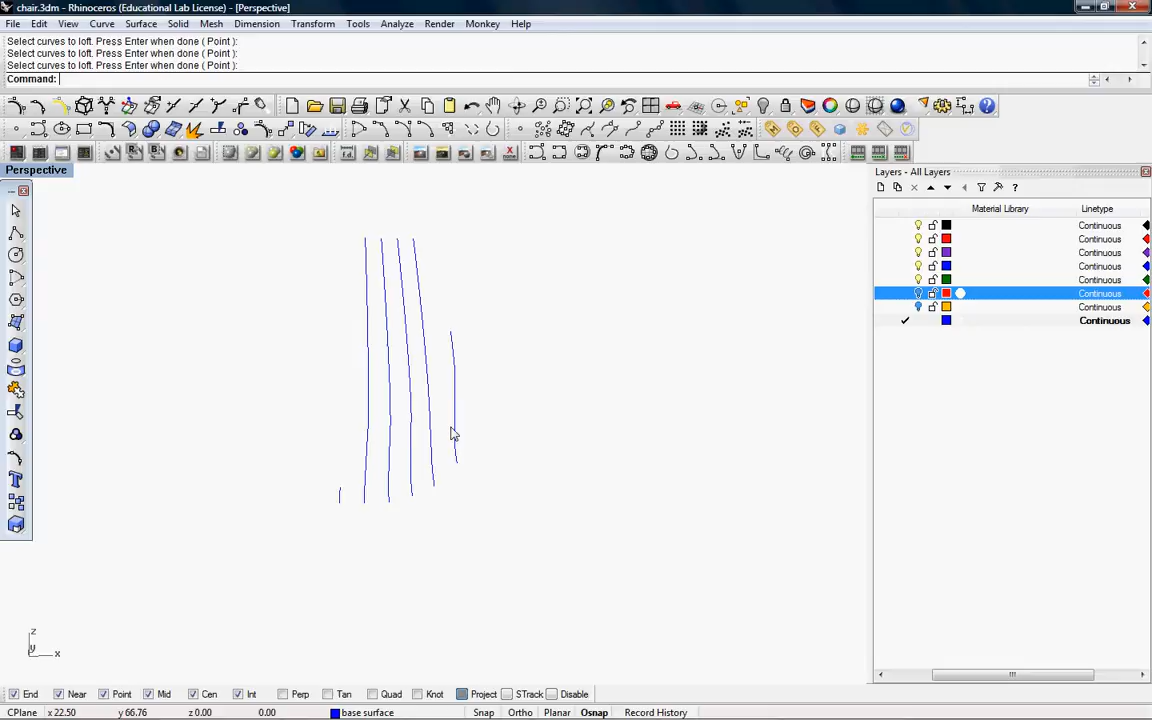 chair.3dm - Rhinoceros (Educational Lab License) - [Perspective]
File Edit View Curve Surface Solid Mesh Dimension Transform Tools Analyze Render Monkey Help
Select curves to loft. Press Enter when done ( Point ):
Select curves to loft. Press Enter when done ( Point ):
Select curves to loft. Press Enter when done ( Point ):
Command:
Perspective
Layers - All Layers
Material Library Linetype
Continuous
Continuous
Continuous
Continuous
Continuous
Continuous
Continuous
Continuous
z
y x
End Near Point Mid Cen Int Perp Tan Quad Knot Project STrack Disable
CPlane x 22.50 y 66.76 z 0.00 0.00 base surface Snap Ortho Planar Osnap Record History